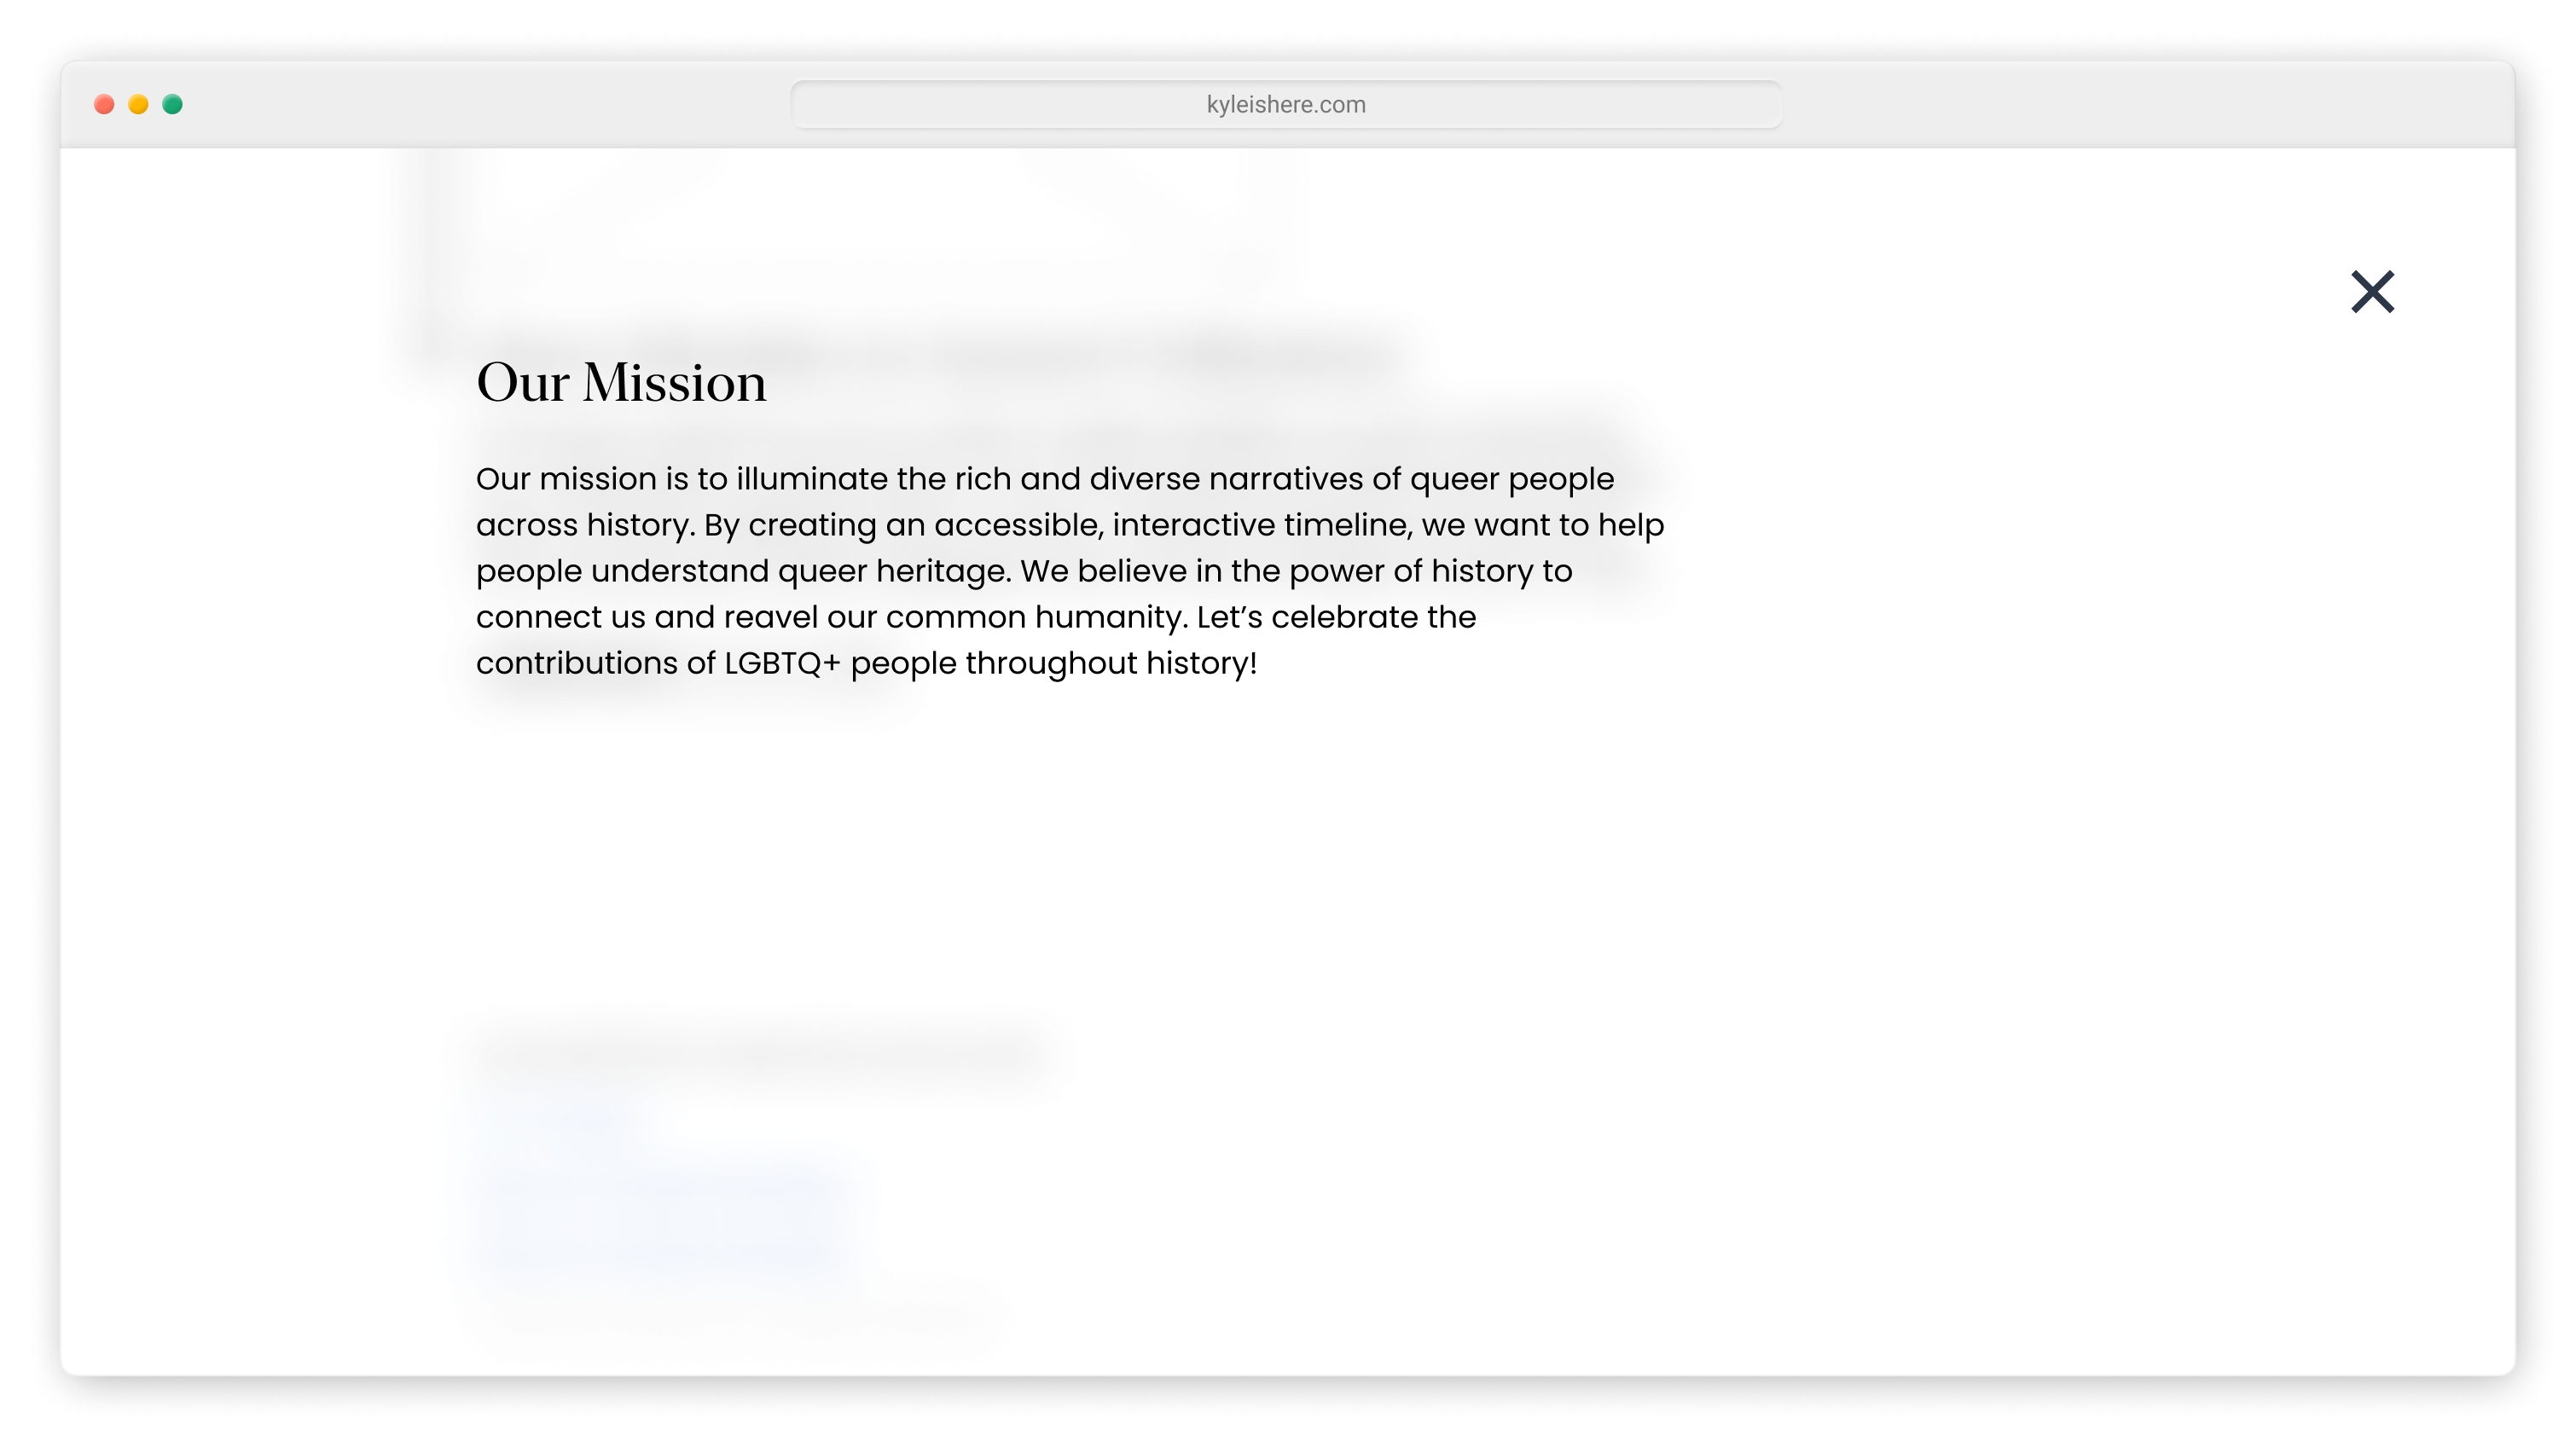 kyleishere.com
Our Mission
Our mission is to illuminate the rich and diverse narratives of queer people
across history. By creating an accessible, interactive timeline, we want to help
people understand queer heritage. We believe in the power of history to
connect us and reavel our common humanity. Let’s celebrate the
contributions of LGBTQ+ people throughout history!